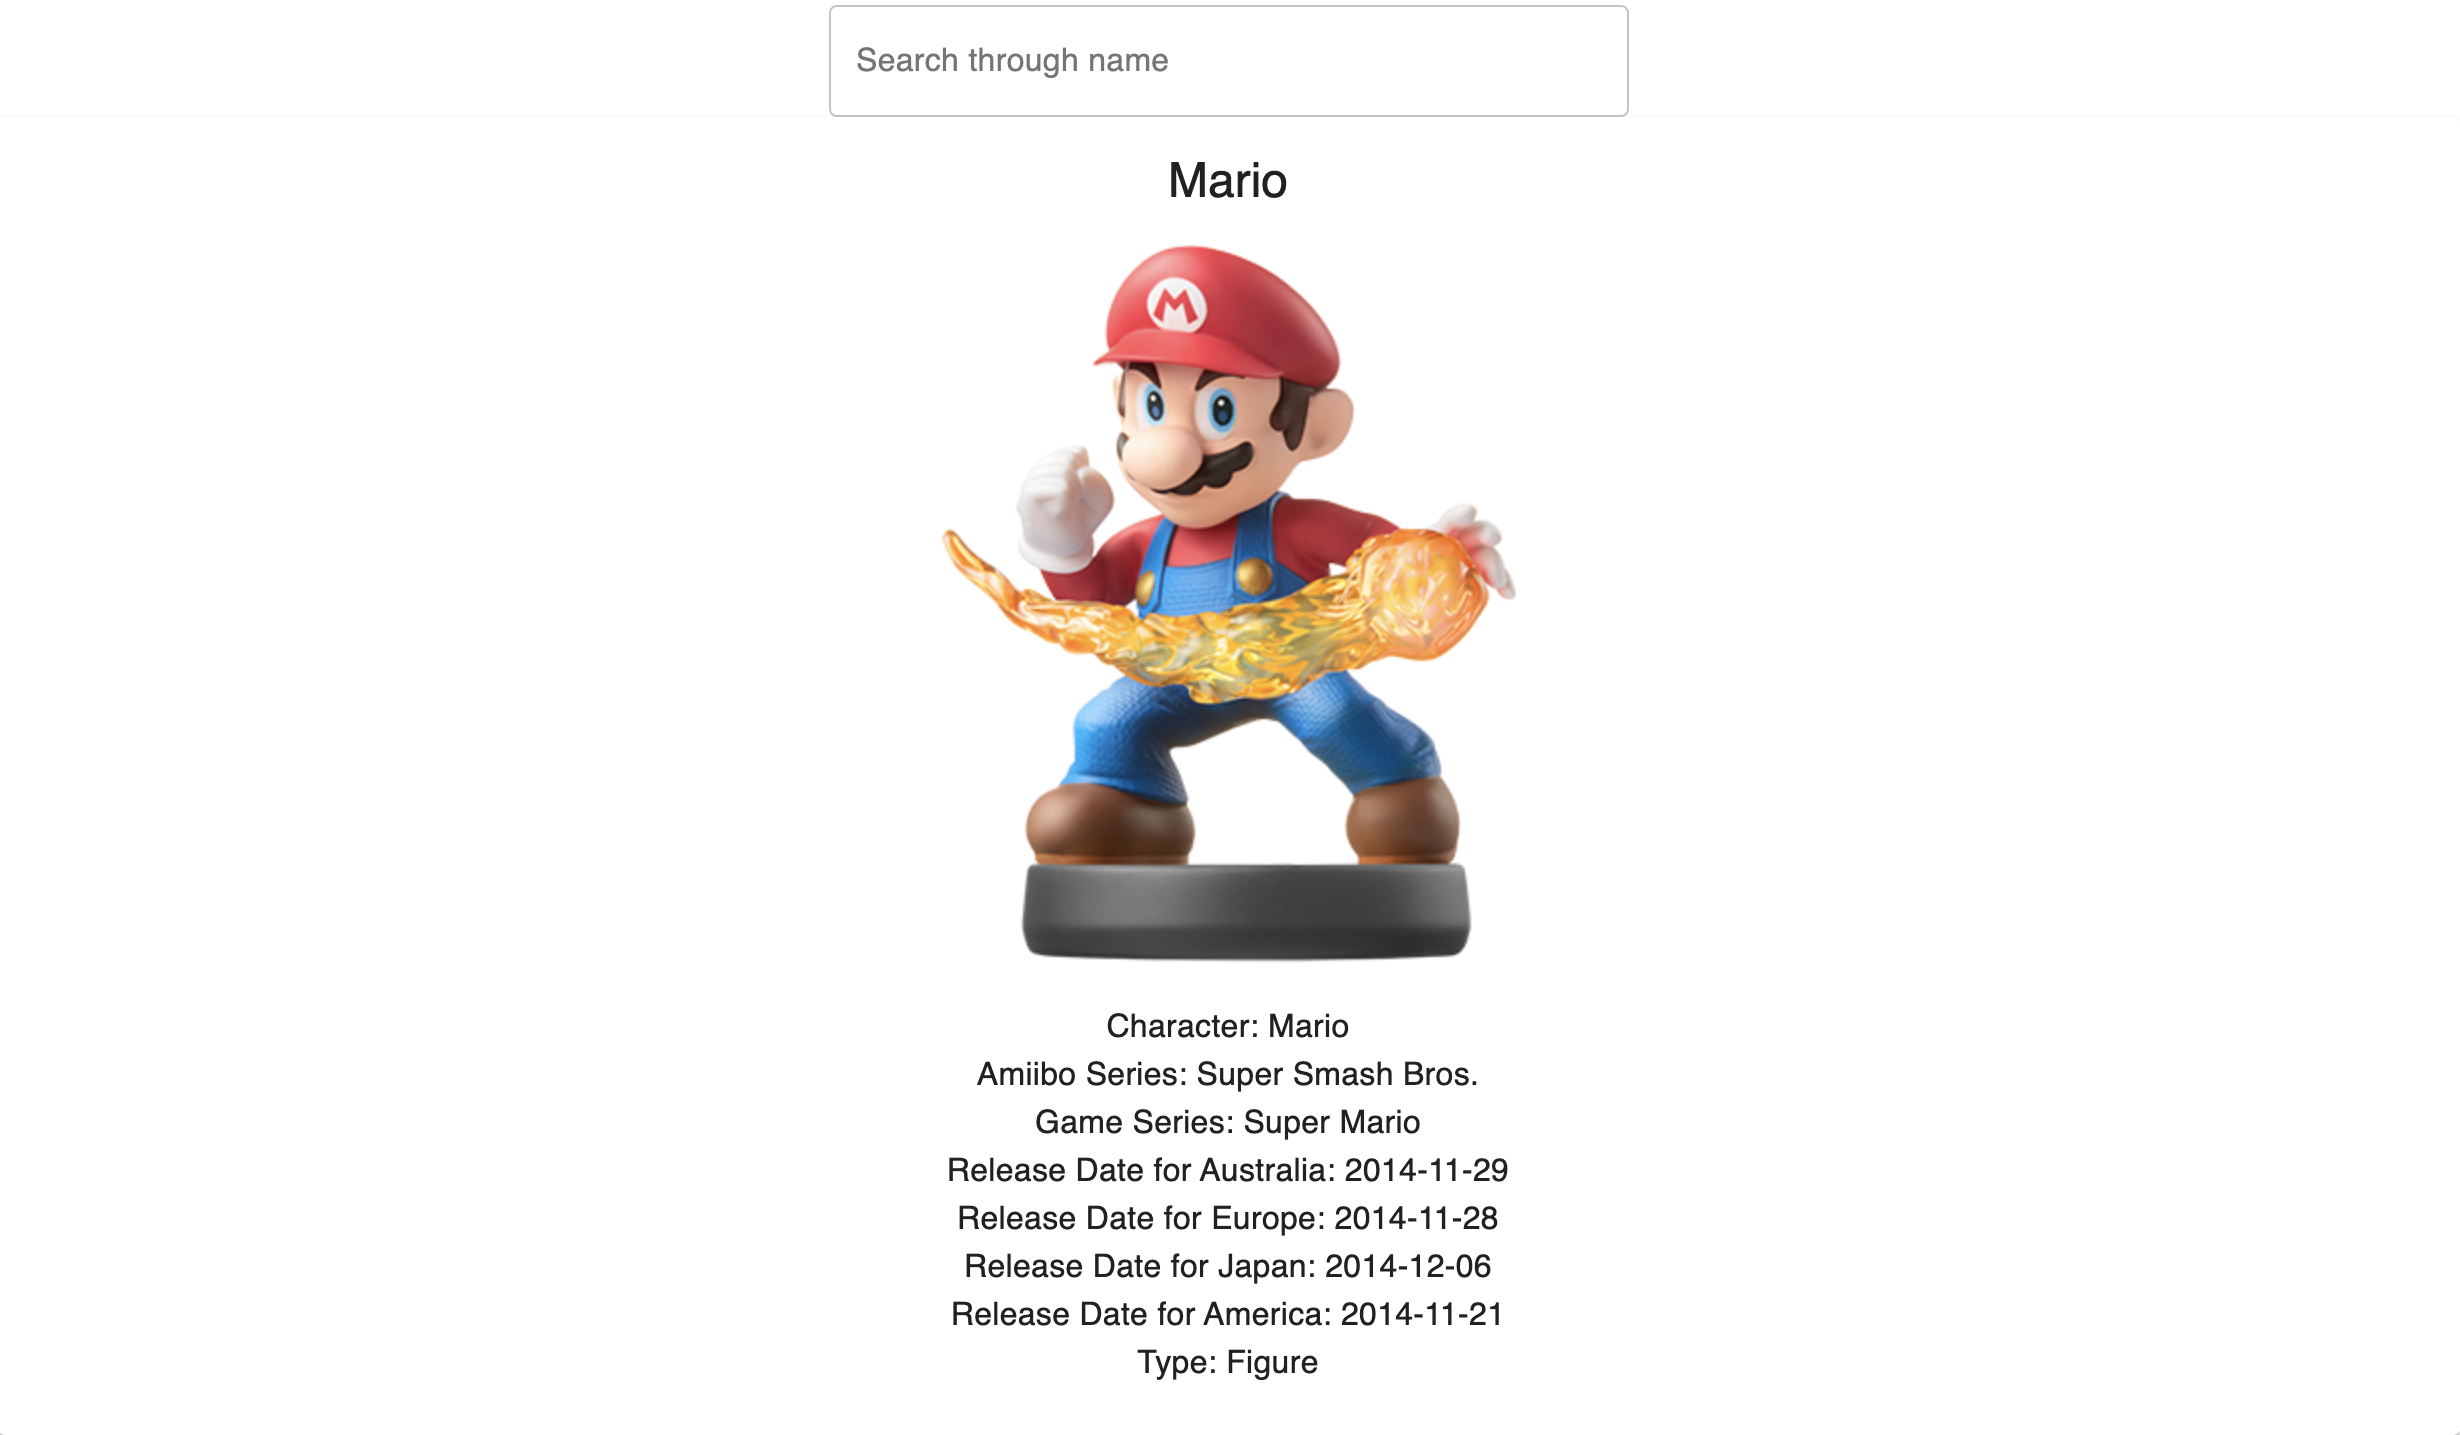 Search through name
Mario
M
Character: Mario
Amiibo Series: Super Smash Bros.
Game Series: Super Mario
Release Date for Australia: 2014-11-29
Release Date for Europe: 2014-11-28
Release Date for Japan: 2014-12-06
Release Date for America: 2014-11-21
Type: Figure